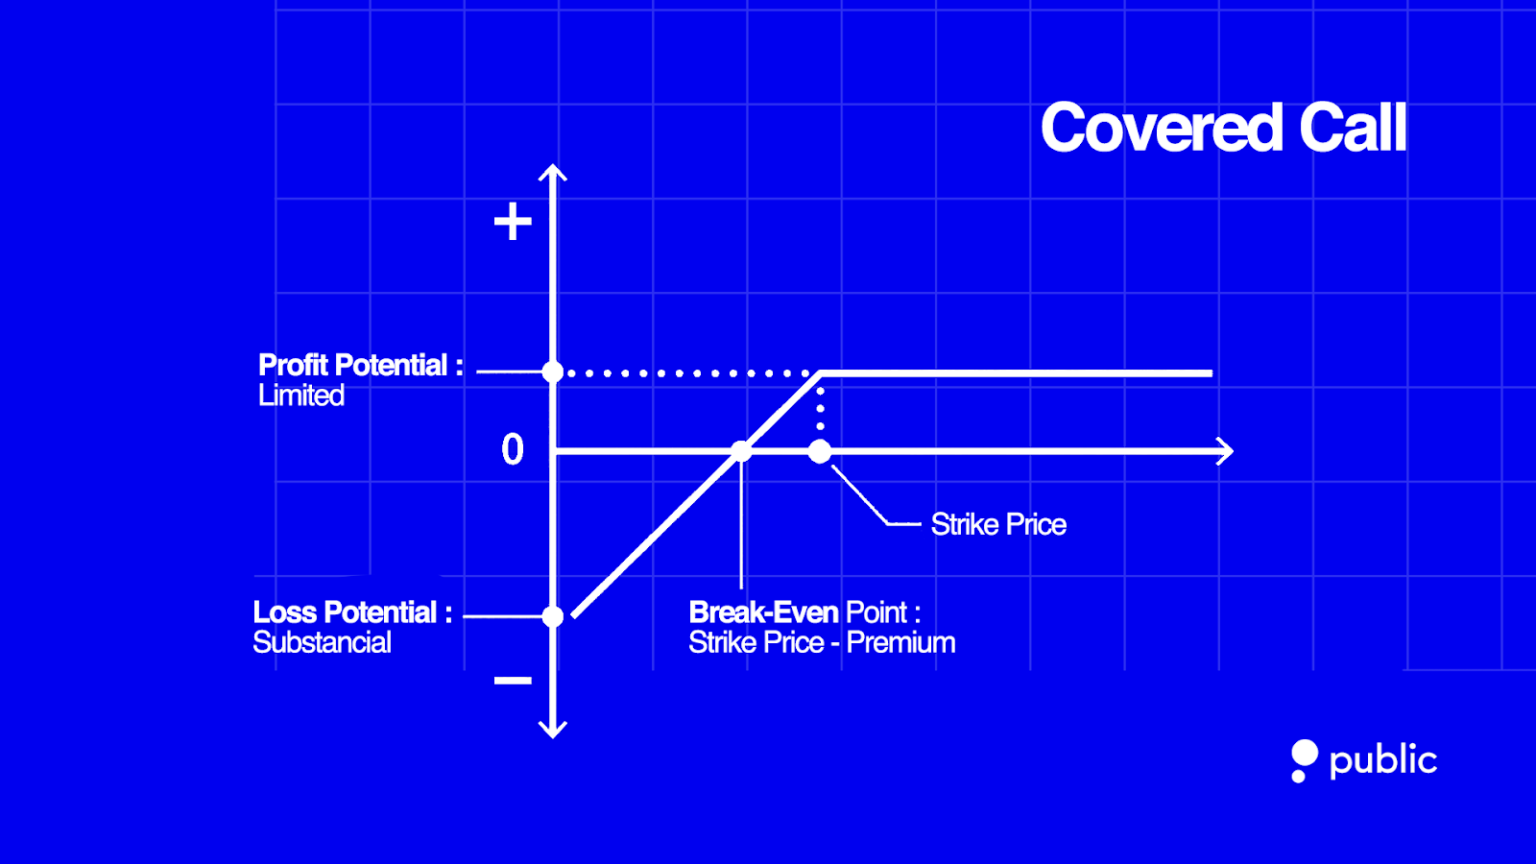 Covered Call
+
Profit Potential :
Limited
0
Strike Price
Loss Potential :
Substancial
Break-Even Point :
Strike Price - Premium
−
public